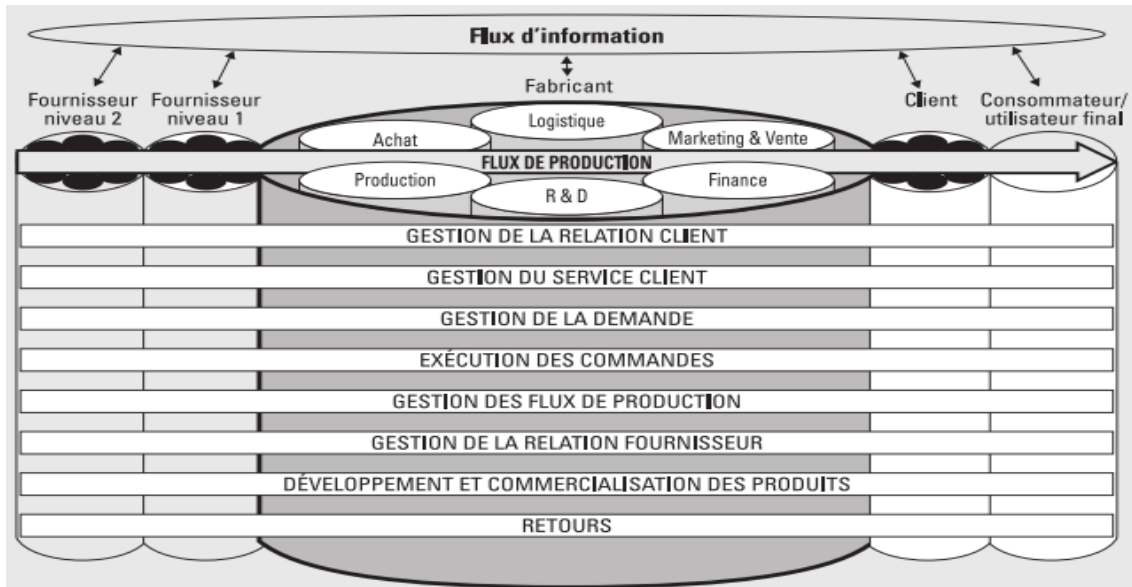 Flux d'information
Fournisseur
niveau 2
Fournisseur
niveau 1
Fabricant
Client
Consommateur/
utilisateur final
Achat
Logistique
Marketing & Vente
FLUX DE PRODUCTION
Production
R & D
Finance
GESTION DE LA RELATION CLIENT
GESTION DU SERVICE CLIENT
GESTION DE LA DEMANDE
EXÉCUTION DES COMMANDES
GESTION DES FLUX DE PRODUCTION
GESTION DE LA RELATION FOURNISSEUR
DÉVELOPPEMENT ET COMMERCIALISATION DES PRODUITS
RETOURS